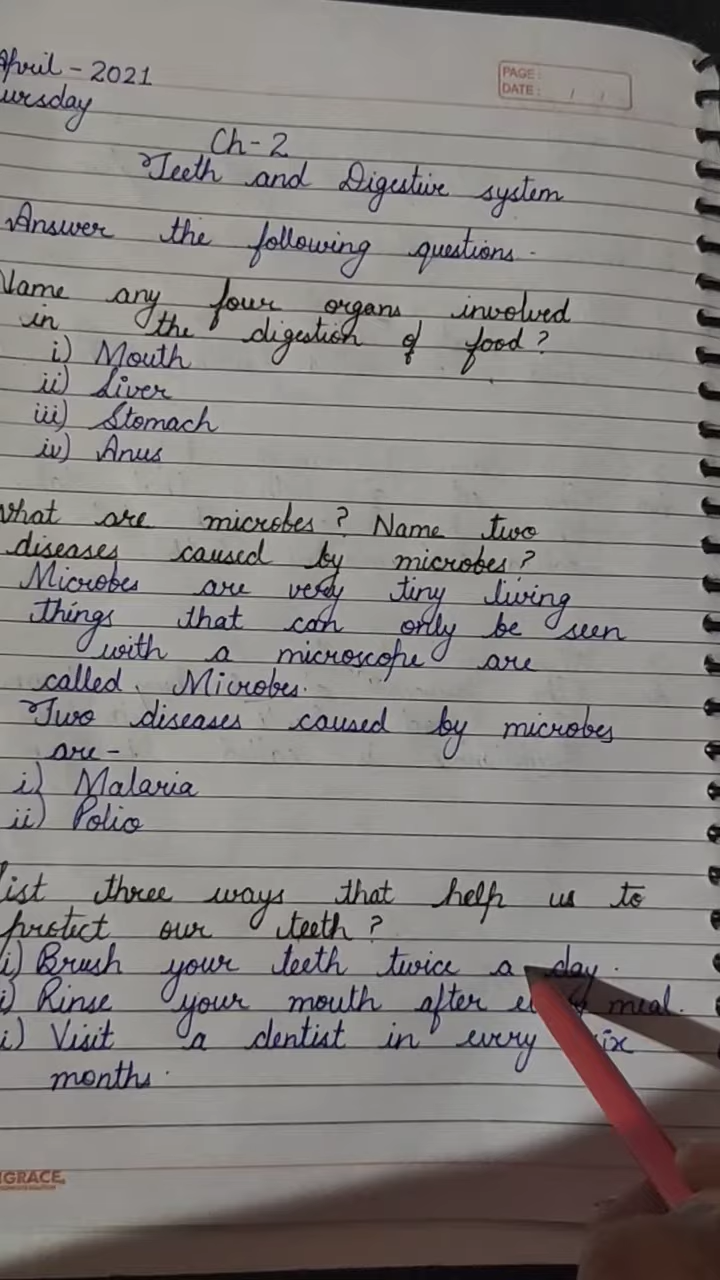 April - 2021
PAGE:
DATE: / /
ursday
Ch-2
Teeth and Digestive system
Answer the following questions.
Name any four organs involved
in the digestion of food?
i) Mouth
ii) Liver
iii) Stomach
iv) Anus
what are microbes? Name two
diseases caused by microbes?
Microbes are very tiny living
things that can only be seen
with a microscope are
called Microbes.
Two diseases caused by microbes
are -
i) Malaria
ii) Polio
ist three ways that help us to
protect our teeth?
i) Brush your teeth twice a day.
i) Rinse your mouth after meal.
i) Visit a dentist in every six
months.
GRACE